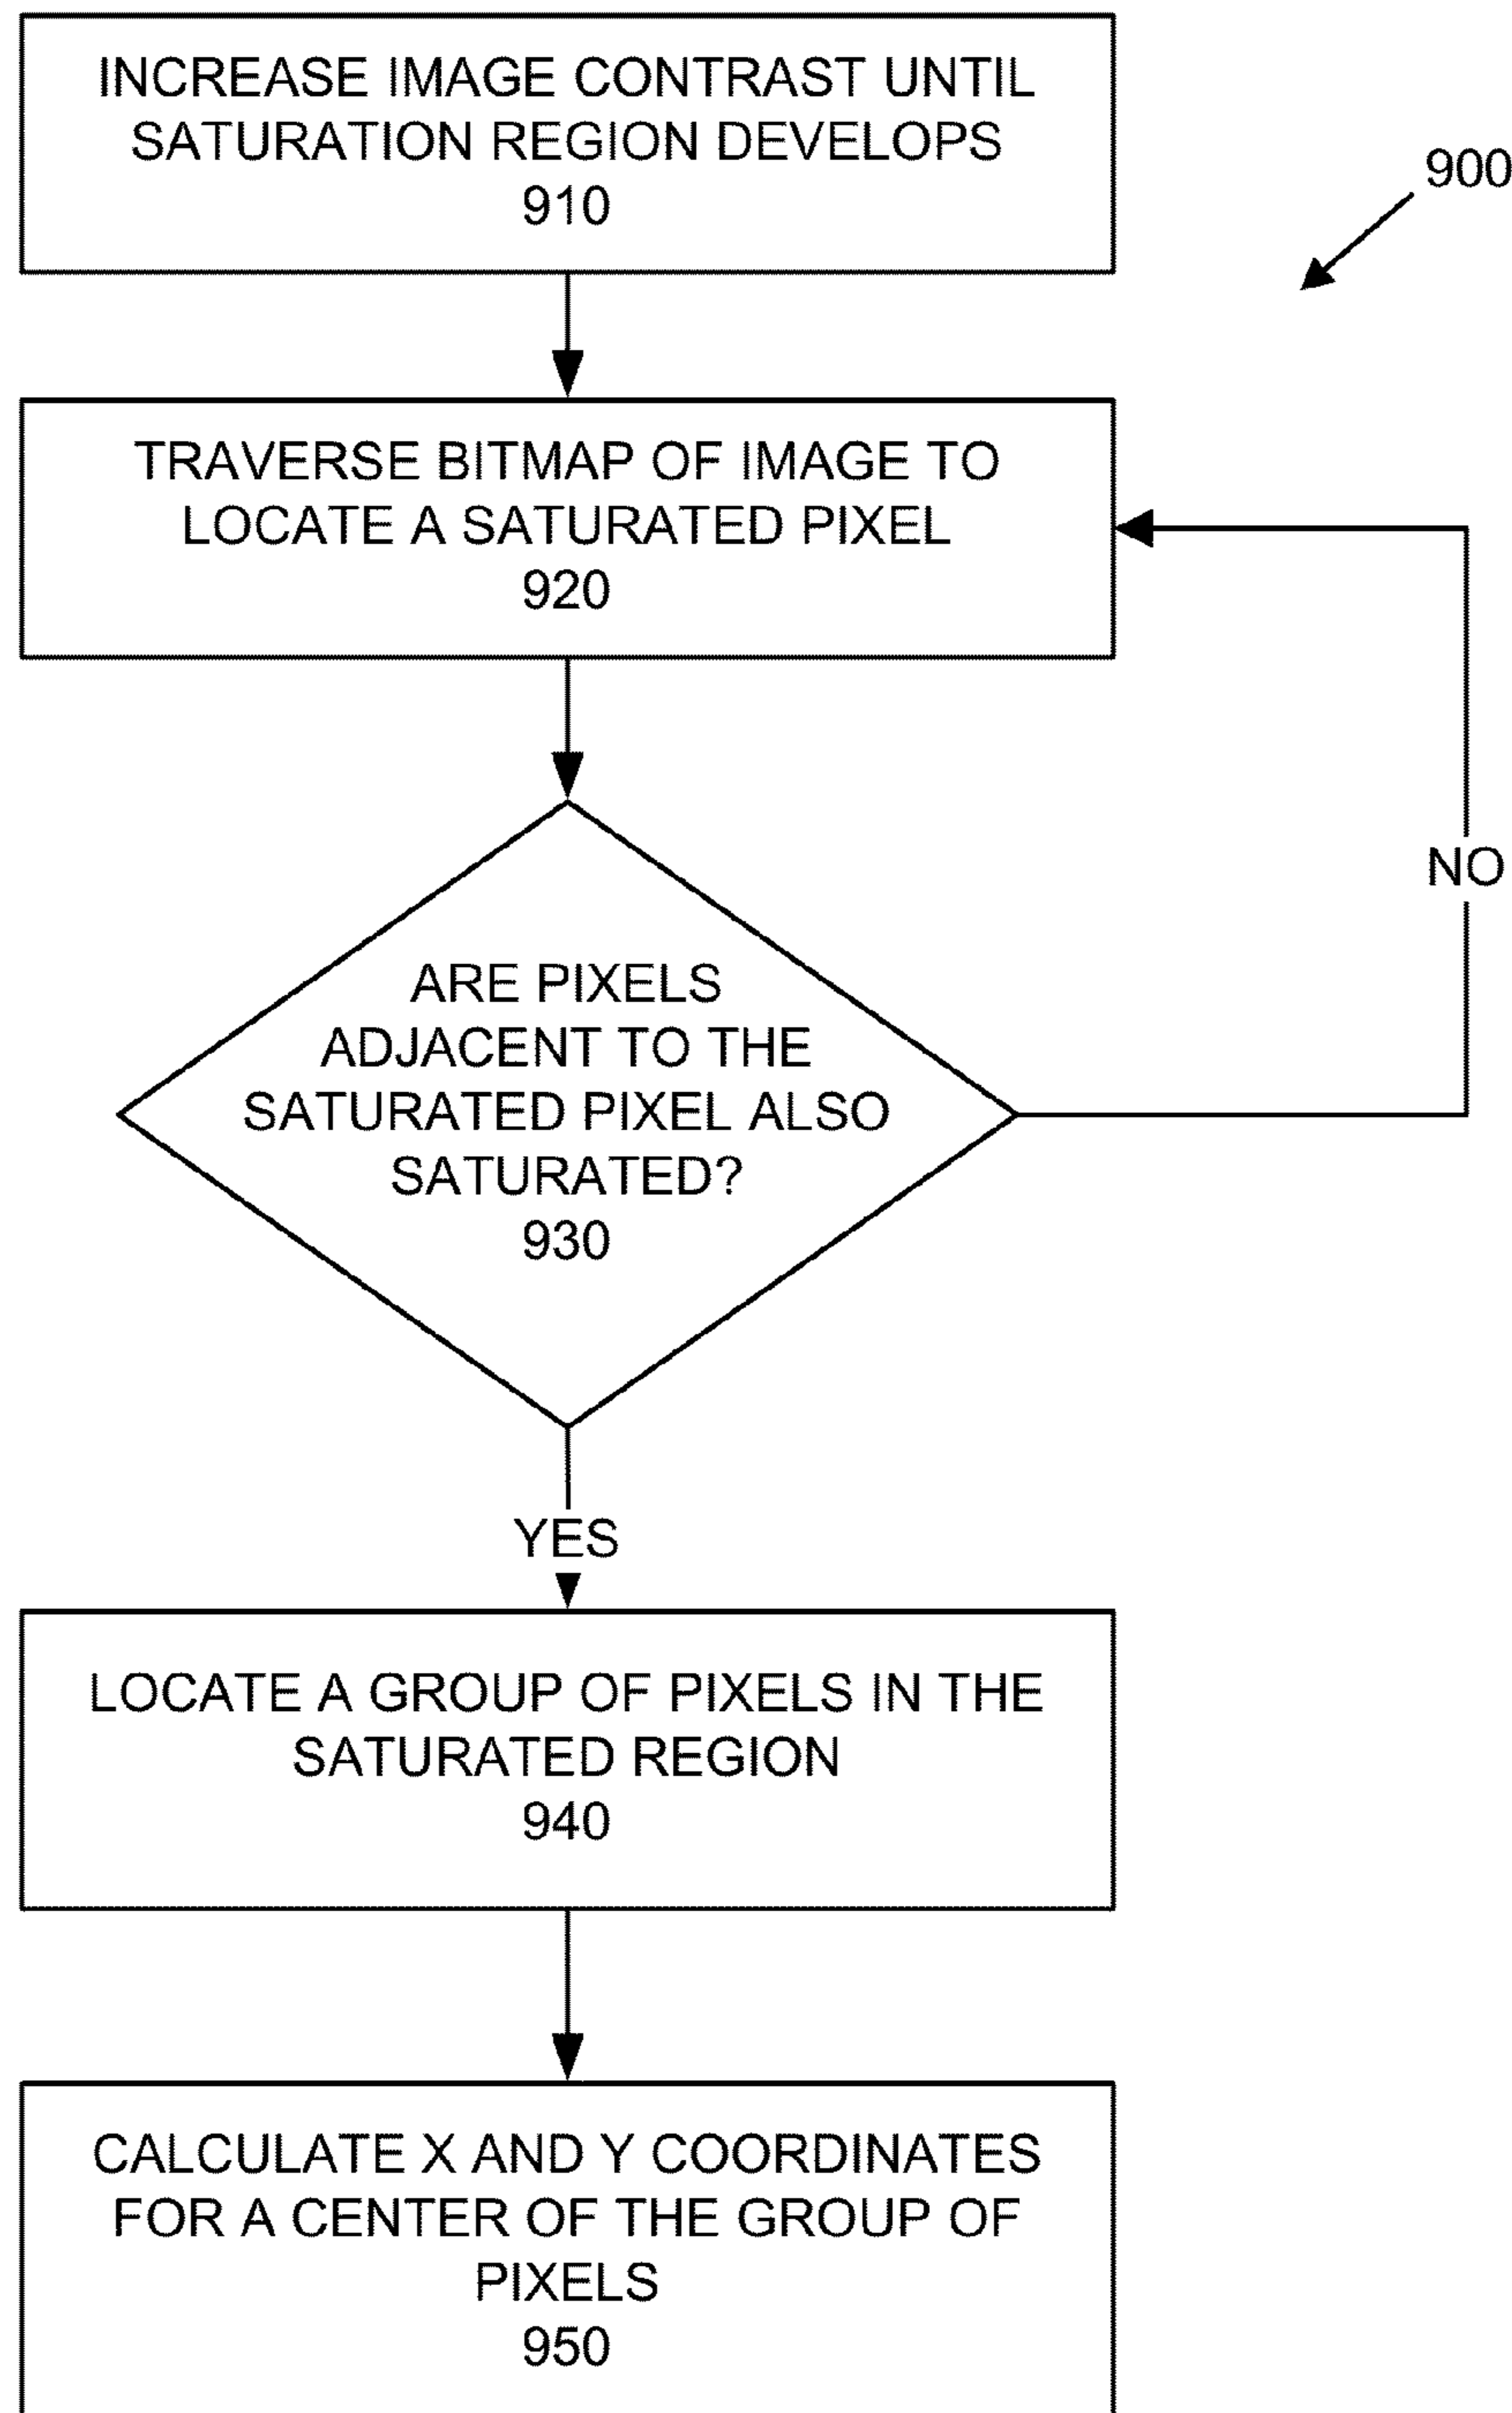 INCREASE IMAGE CONTRAST UNTIL
SATURATION REGION DEVELOPS
910
900
TRAVERSE BITMAP OF IMAGE TO
LOCATE A SATURATED PIXEL
920
NO
ARE PIXELS
ADJACENT TO THE
SATURATED PIXEL ALSO
SATURATED?
930
YES
LOCATE A GROUP OF PIXELS IN THE
SATURATED REGION
940
CALCULATE X AND Y COORDINATES
FOR A CENTER OF THE GROUP OF
PIXELS
950